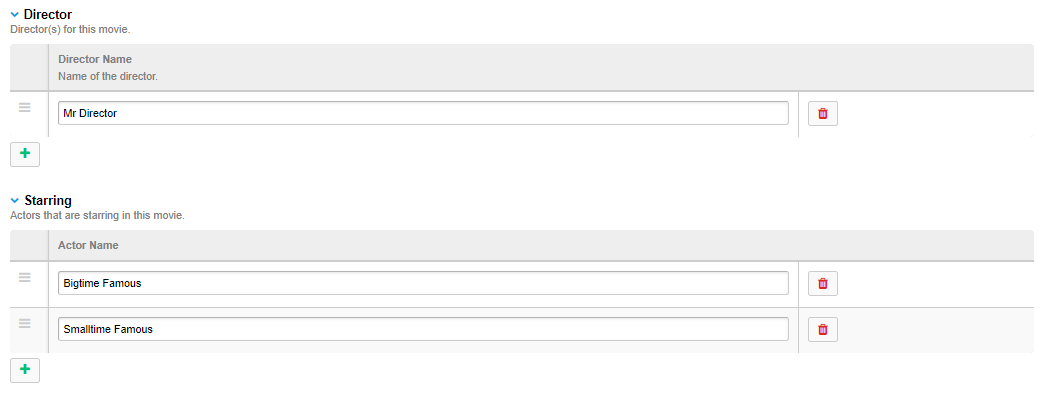 Director
Director(s) for this movie.
Director Name
Name of the director.
Mr Director
Starring
Actors that are starring in this movie.
Actor Name
Bigtime Famous
Smalltime Famous